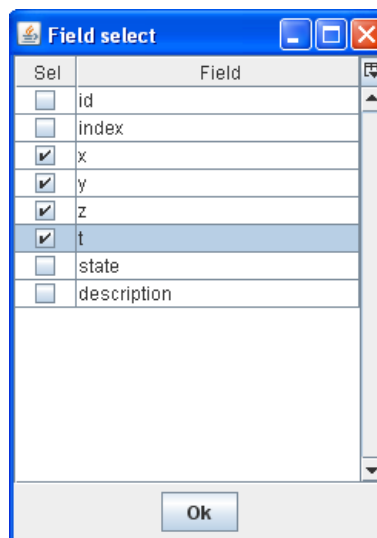 Field select
Sel Field
id
index
x
y
z
t
state
description
Ok